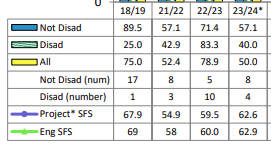 0
18/19 21/22 22/23 23/24*
Not Disad 89.5 57.1 71.4 57.1
Disad 25.0 42.9 83.3 40.0
All 75.0 52.4 78.9 50.0
Not Disad (num) 17 8 5 8
Disad (number) 1 3 10 4
Project* SFS 67.9 54.9 59.5 62.6
Eng SFS 69 58 60.0 62.9